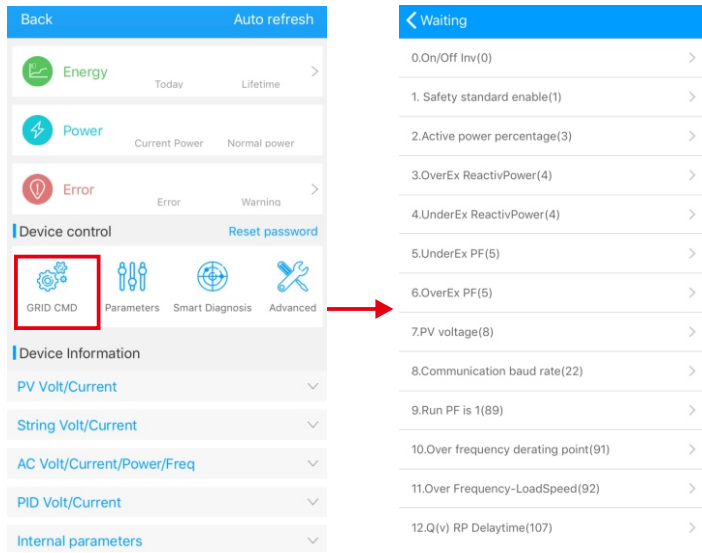 Back Auto refresh
Energy
Today Lifetime
Power
Current Power Normal power
Error
Error Warning
Device control Reset password
GRID CMD Parameters Smart Diagnosis Advanced
Device Information
PV Volt/Current
String Volt/Current
AC Volt/Current/Power/Freq
PID Volt/Current
Internal parameters
Waiting
0.On/Off Inv(0)
1. Safety standard enable(1)
2.Active power percentage(3)
3.OverEx ReactivPower(4)
4.UnderEx ReactivPower(4)
5.UnderEx PF(5)
6.OverEx PF(5)
7.PV voltage(8)
8.Communication baud rate(22)
9.Run PF is 1(89)
10.Over frequency derating point(91)
11.Over Frequency-LoadSpeed(92)
12.Q(v) RP Delaytime(107)